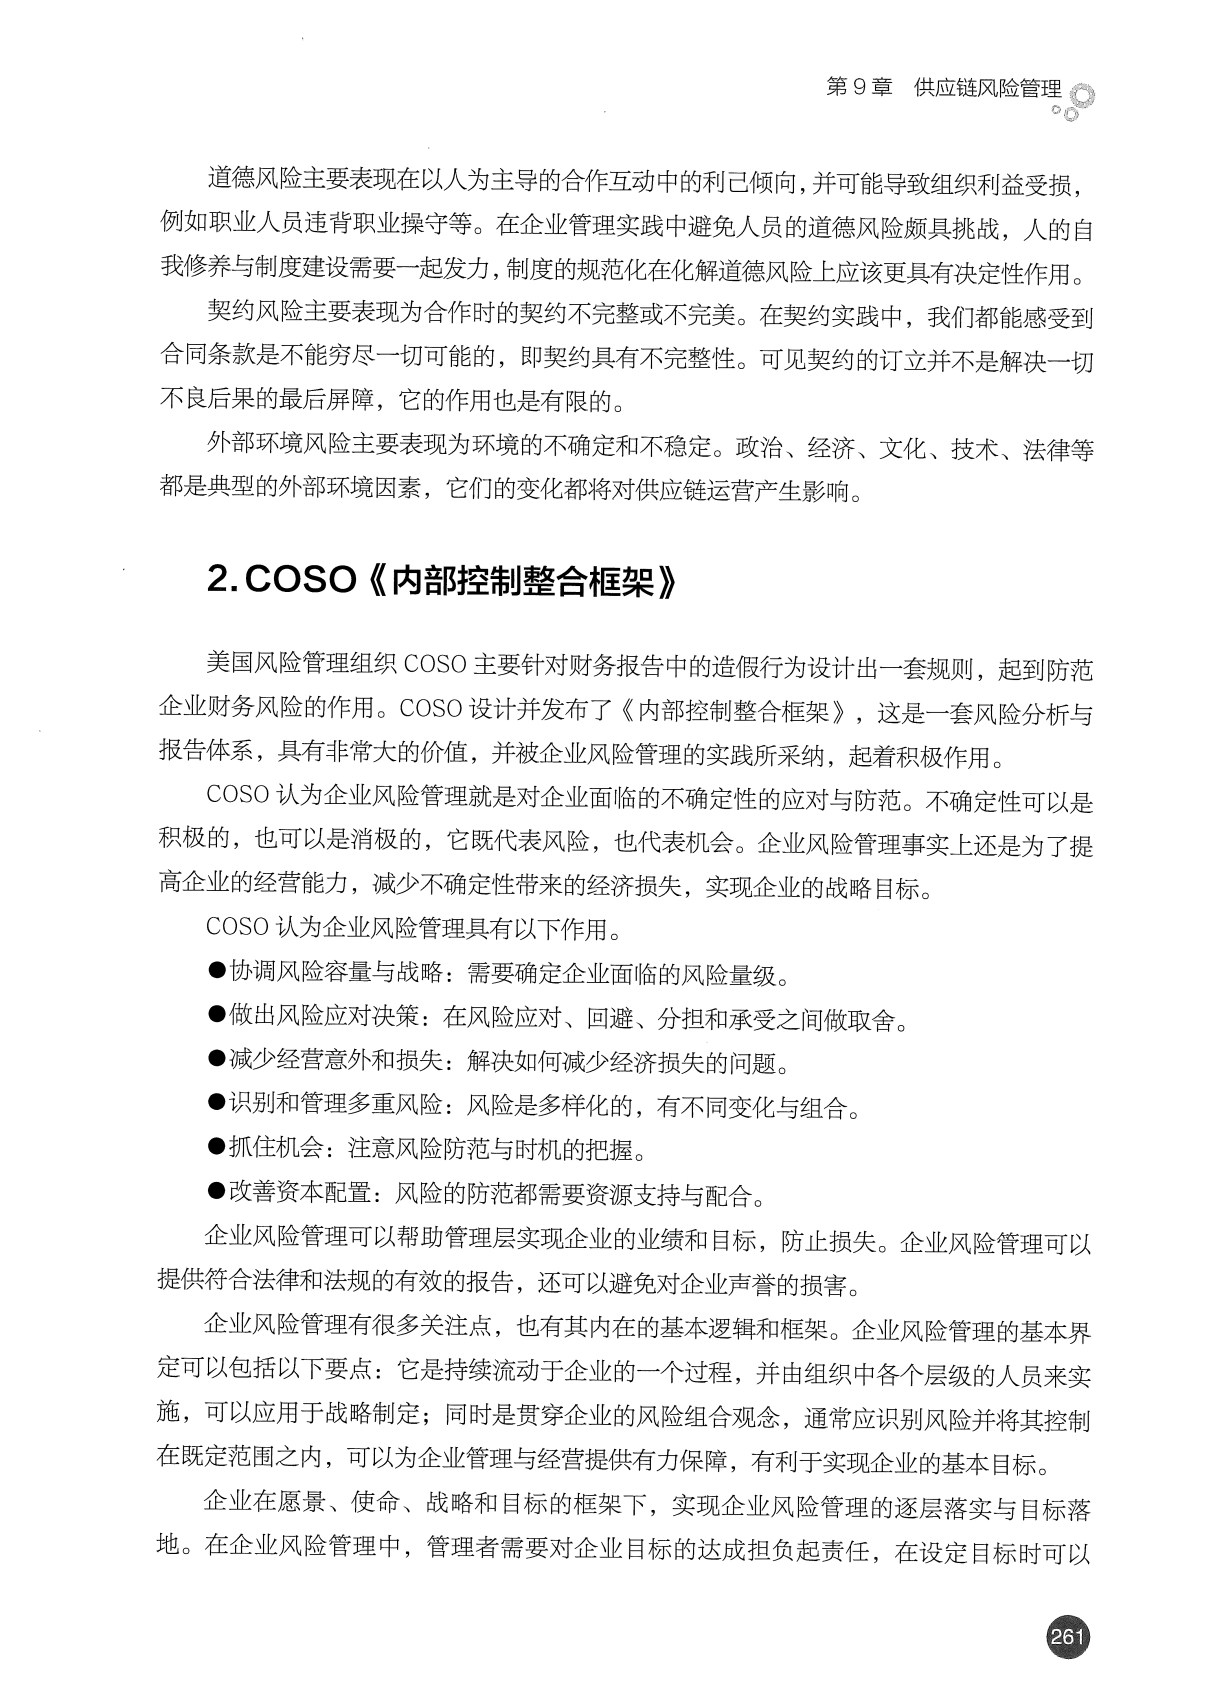 第9章 供应链风险管理
道德风险主要表现在以人为主导的合作互动中的利己倾向，并可能导致组织利益受损，
例如职业人员违背职业操守等。在企业管理实践中避免人员的道德风险颇具挑战，人的自
我修养与制度建设需要一起发力，制度的规范化在化解道德风险上应该更具有决定性作用。
契约风险主要表现为合作时的契约不完整或不完美。在契约实践中，我们都能感受到
合同条款是不能穷尽一切可能的，即契约具有不完整性。可见契约的订立并不是解决一切
不良后果的最后屏障，它的作用也是有限的。
外部环境风险主要表现为环境的不确定和不稳定。政治、经济、文化、技术、法律等
都是典型的外部环境因素，它们的变化都将对供应链运营产生影响。
2.COSO《内部控制整合框架》
美国风险管理组织 COSO 主要针对财务报告中的造假行为设计出一套规则，起到防范
企业财务风险的作用。COSO 设计并发布了《内部控制整合框架》，这是一套风险分析与
报告体系，具有非常大的价值，并被企业风险管理的实践所采纳，起着积极作用。
COSO 认为企业风险管理就是对企业面临的不确定性的应对与防范。不确定性可以是
积极的，也可以是消极的，它既代表风险，也代表机会。企业风险管理事实上还是为了提
高企业的经营能力，减少不确定性带来的经济损失，实现企业的战略目标。
COSO 认为企业风险管理具有以下作用。
●协调风险容量与战略：需要确定企业面临的风险量级。
●做出风险应对决策：在风险应对、回避、分担和承受之间做取舍。
●减少经营意外和损失：解决如何减少经济损失的问题。
●识别和管理多重风险：风险是多样化的，有不同变化与组合。
●抓住机会：注意风险防范与时机的把握。
●改善资本配置：风险的防范都需要资源支持与配合。
企业风险管理可以帮助管理层实现企业的业绩和目标，防止损失。企业风险管理可以
提供符合法律和法规的有效的报告，还可以避免对企业声誉的损害。
企业风险管理有很多关注点，也有其内在的基本逻辑和框架。企业风险管理的基本界
定可以包括以下要点：它是持续流动于企业的一个过程，并由组织中各个层级的人员来实
施，可以应用于战略制定；同时是贯穿企业的风险组合观念，通常应识别风险并将其控制
在既定范围之内，可以为企业管理与经营提供有力保障，有利于实现企业的基本目标。
企业在愿景、使命、战略和目标的框架下，实现企业风险管理的逐层落实与目标落
地。在企业风险管理中，管理者需要对企业目标的达成担负起责任，在设定目标时可以
261